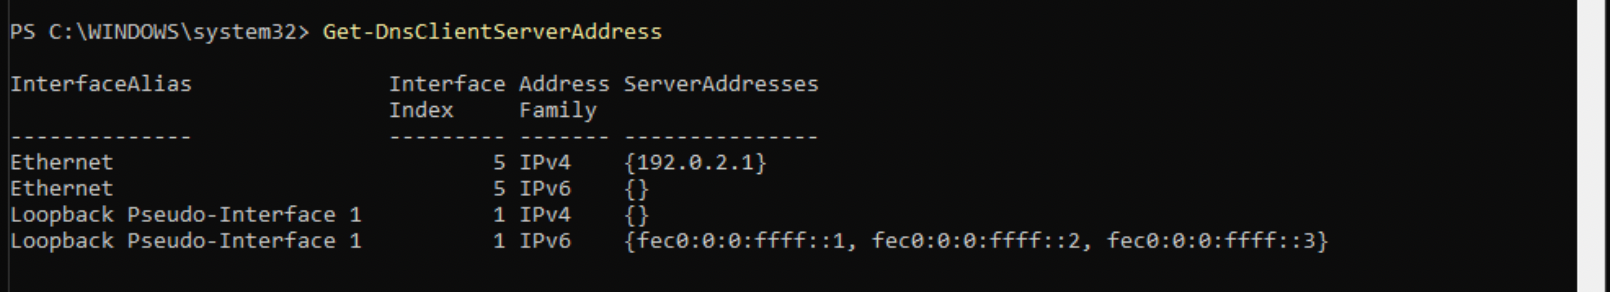 PS C:\WINDOWS\system32> Get-DnsClientServerAddress
InterfaceAlias Interface Address ServerAddresses
Index Family
-------------- --------- ------- ---------------
Ethernet 5 IPv4 {192.0.2.1}
Ethernet 5 IPv6 {}
Loopback Pseudo-Interface 1 1 IPv4 {}
Loopback Pseudo-Interface 1 1 IPv6 {fec0:0:0:ffff::1, fec0:0:0:ffff::2, fec0:0:0:ffff::3}